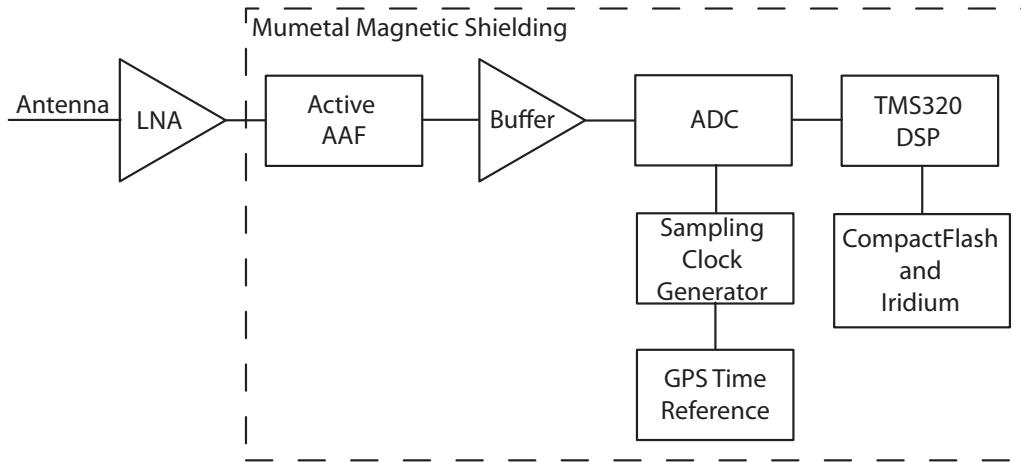 Mumetal Magnetic Shielding
Antenna
LNA
Active
AAF
Buffer
ADC
TMS320
DSP
Sampling
Clock
Generator
CompactFlash
and
Iridium
GPS Time
Reference